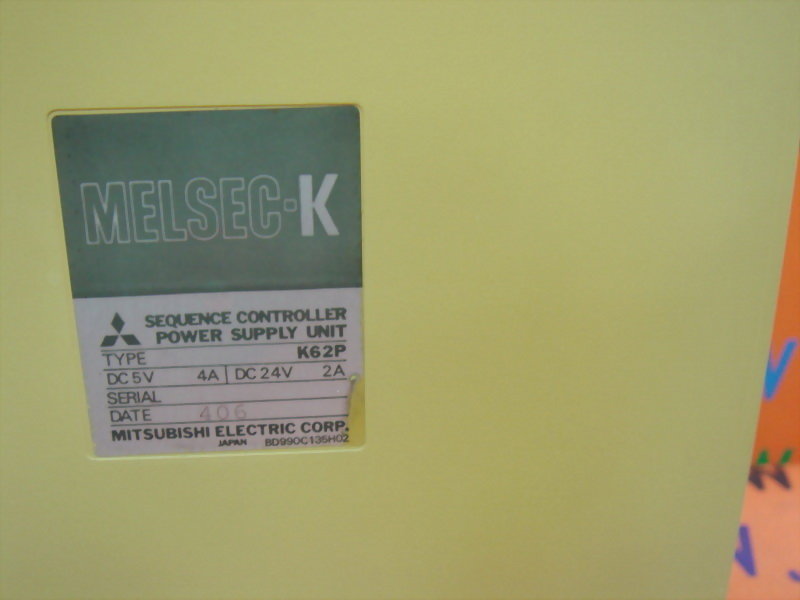 MELSEC-K
SEQUENCE CONTROLLER
POWER SUPPLY UNIT
TYPE K62P
DC5V 4A DC24V 2A
SERIAL
DATE 406
MITSUBISHI ELECTRIC CORP.
JAPAN BD990C135H02